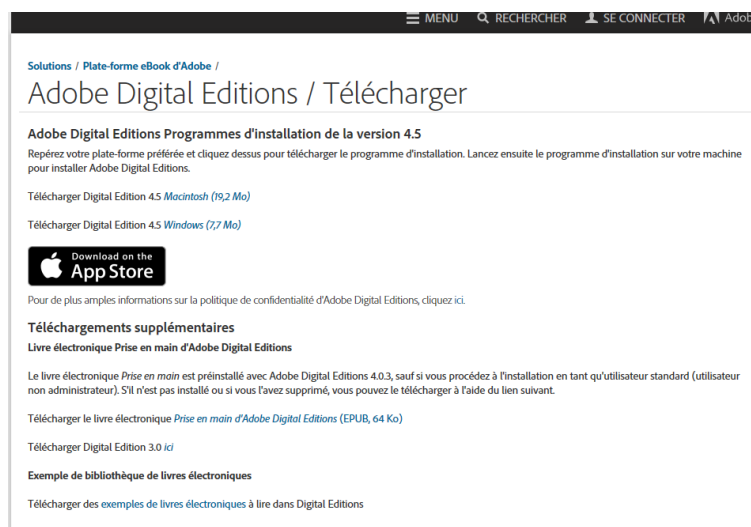 MENU RECHERCHER SE CONNECTER Adob
Solutions / Plate-forme eBook d'Adobe /
Adobe Digital Editions / Télécharger
Adobe Digital Editions Programmes d'installation de la version 4.5
Repérez votre plate-forme préférée et cliquez dessus pour télécharger le programme d'installation. Lancez ensuite le programme d'installation sur votre machine
pour installer Adobe Digital Editions.
Télécharger Digital Edition 4.5 Macintosh (19,2 Mo)
Télécharger Digital Edition 4.5 Windows (7,7 Mo)
Download on the
App Store
Pour de plus amples informations sur la politique de confidentialité d'Adobe Digital Editions, cliquez ici.
Téléchargements supplémentaires
Livre électronique Prise en main d'Adobe Digital Editions
Le livre électronique Prise en main est préinstallé avec Adobe Digital Editions 4.0.3, sauf si vous procédez à l'installation en tant qu'utilisateur standard (utilisateur
non administrateur). S'il n'est pas installé ou si vous l'avez supprimé, vous pouvez le télécharger à l'aide du lien suivant.
Télécharger le livre électronique Prise en main d'Adobe Digital Editions (EPUB, 64 Ko)
Télécharger Digital Edition 3.0 ici
Exemple de bibliothèque de livres électroniques
Télécharger des exemples de livres électroniques à lire dans Digital Editions